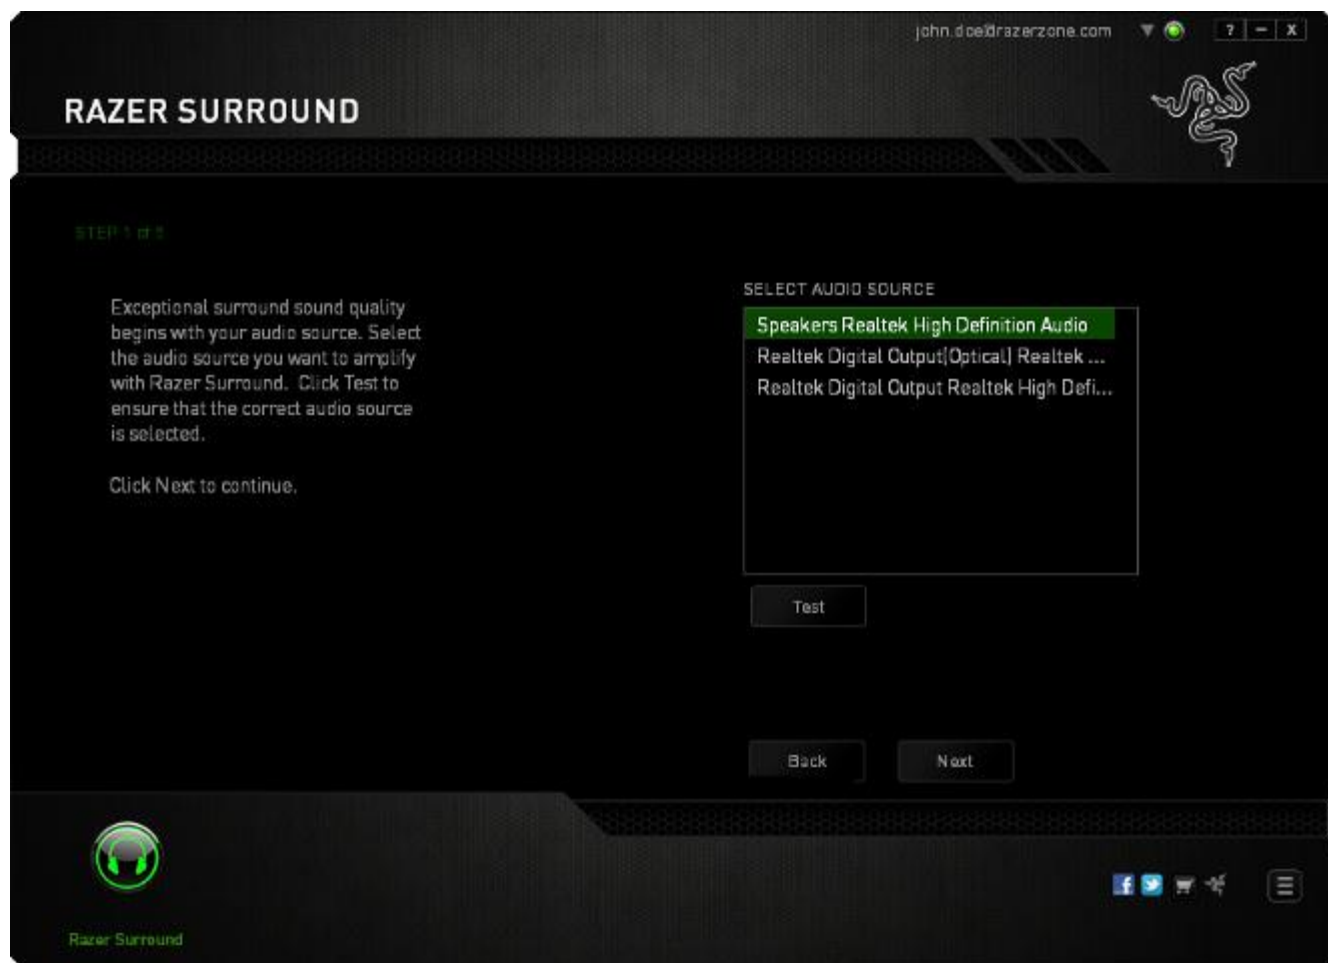 john.doe@razerzone.com
? – X
RAZER SURROUND
STEP 1 of
Exceptional surround sound quality
begins with your audio source. Select
the audio source you want to amplify
with Razer Surround. Click Test to
ensure that the correct audio source
is selected.
Click Next to continue.
SELECT AUDIO SOURCE
Speakers Realtek High Definition Audio
Realtek Digital Output(Optical) Realtek ...
Realtek Digital Output Realtek High Defi...
Test
Back
Next
Razer Surround